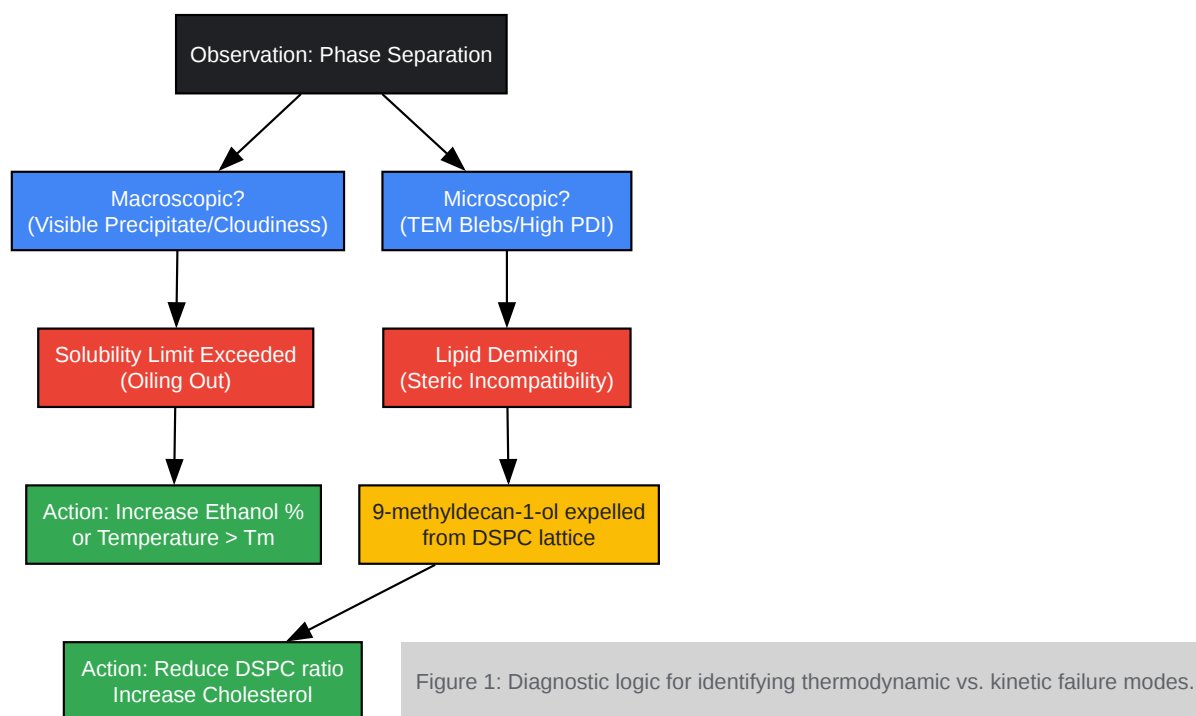 Observation: Phase Separation
Macroscopic?
(Visible Precipitate/Cloudiness)
Microscopic?
(TEM Blebs/High PDI)
Solubility Limit Exceeded
(Oiling Out)
Lipid Demixing
(Steric Incompatibility)
Action: Increase Ethanol %
or Temperature > Tm
9-methyldecan-1-ol expelled
from DSPC lattice
Action: Reduce DSPC ratio
Increase Cholesterol
Figure 1: Diagnostic logic for identifying thermodynamic vs. kinetic failure modes.